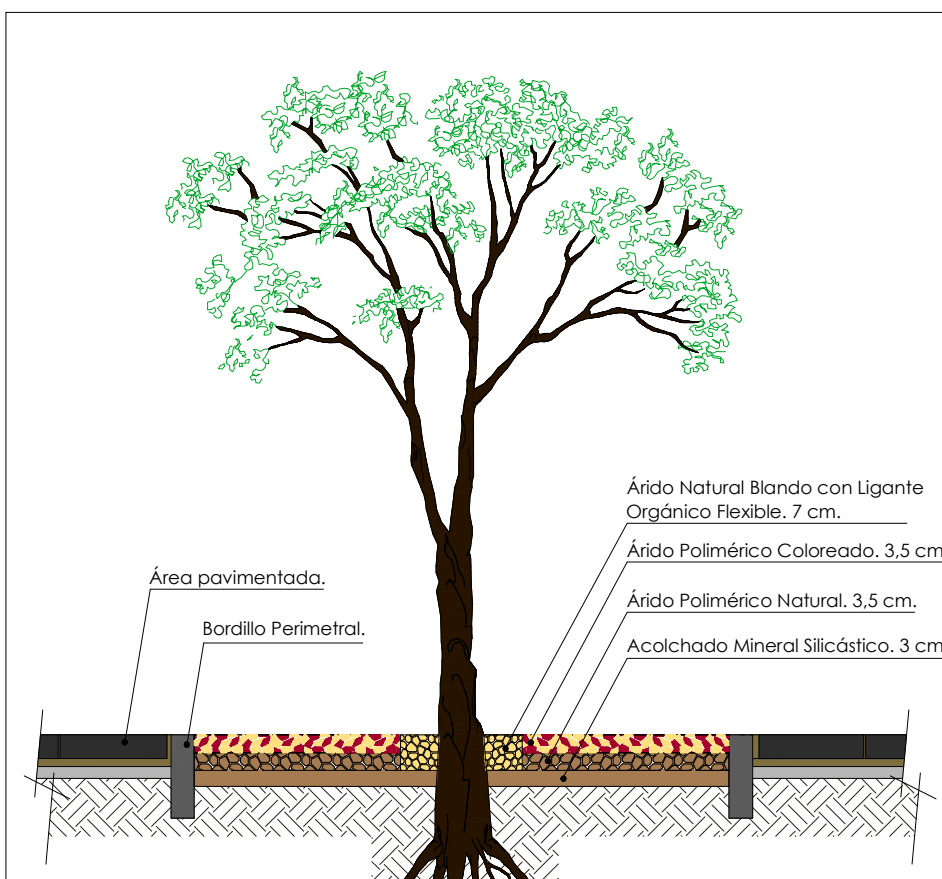 Árido Natural Blando con Ligante
Orgánico Flexible. 7 cm.
Árido Polimérico Coloreado. 3,5 cm
Área pavimentada.
Árido Polimérico Natural. 3,5 cm.
Bordillo Perimetral.
Acolchado Mineral Silicástico. 3 cm